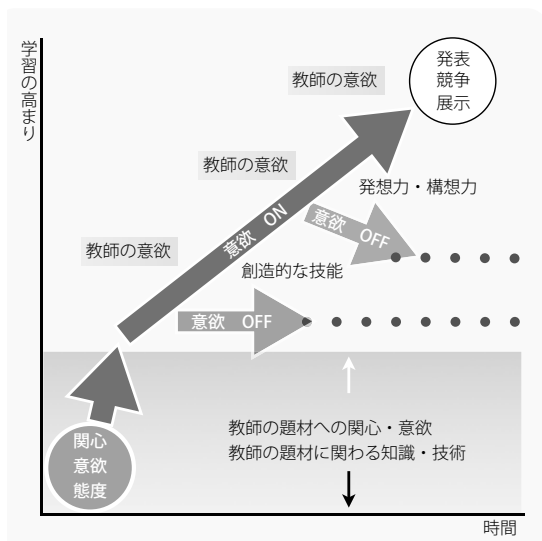 学習の高まり
発表
競争
展示
教師の意欲
教師の意欲
発想力・構想力
意欲 ON
意欲 OFF
教師の意欲
創造的な技能
意欲 OFF
教師の題材への関心・意欲
教師の題材に関わる知識・技術
関心
意欲
態度
時間